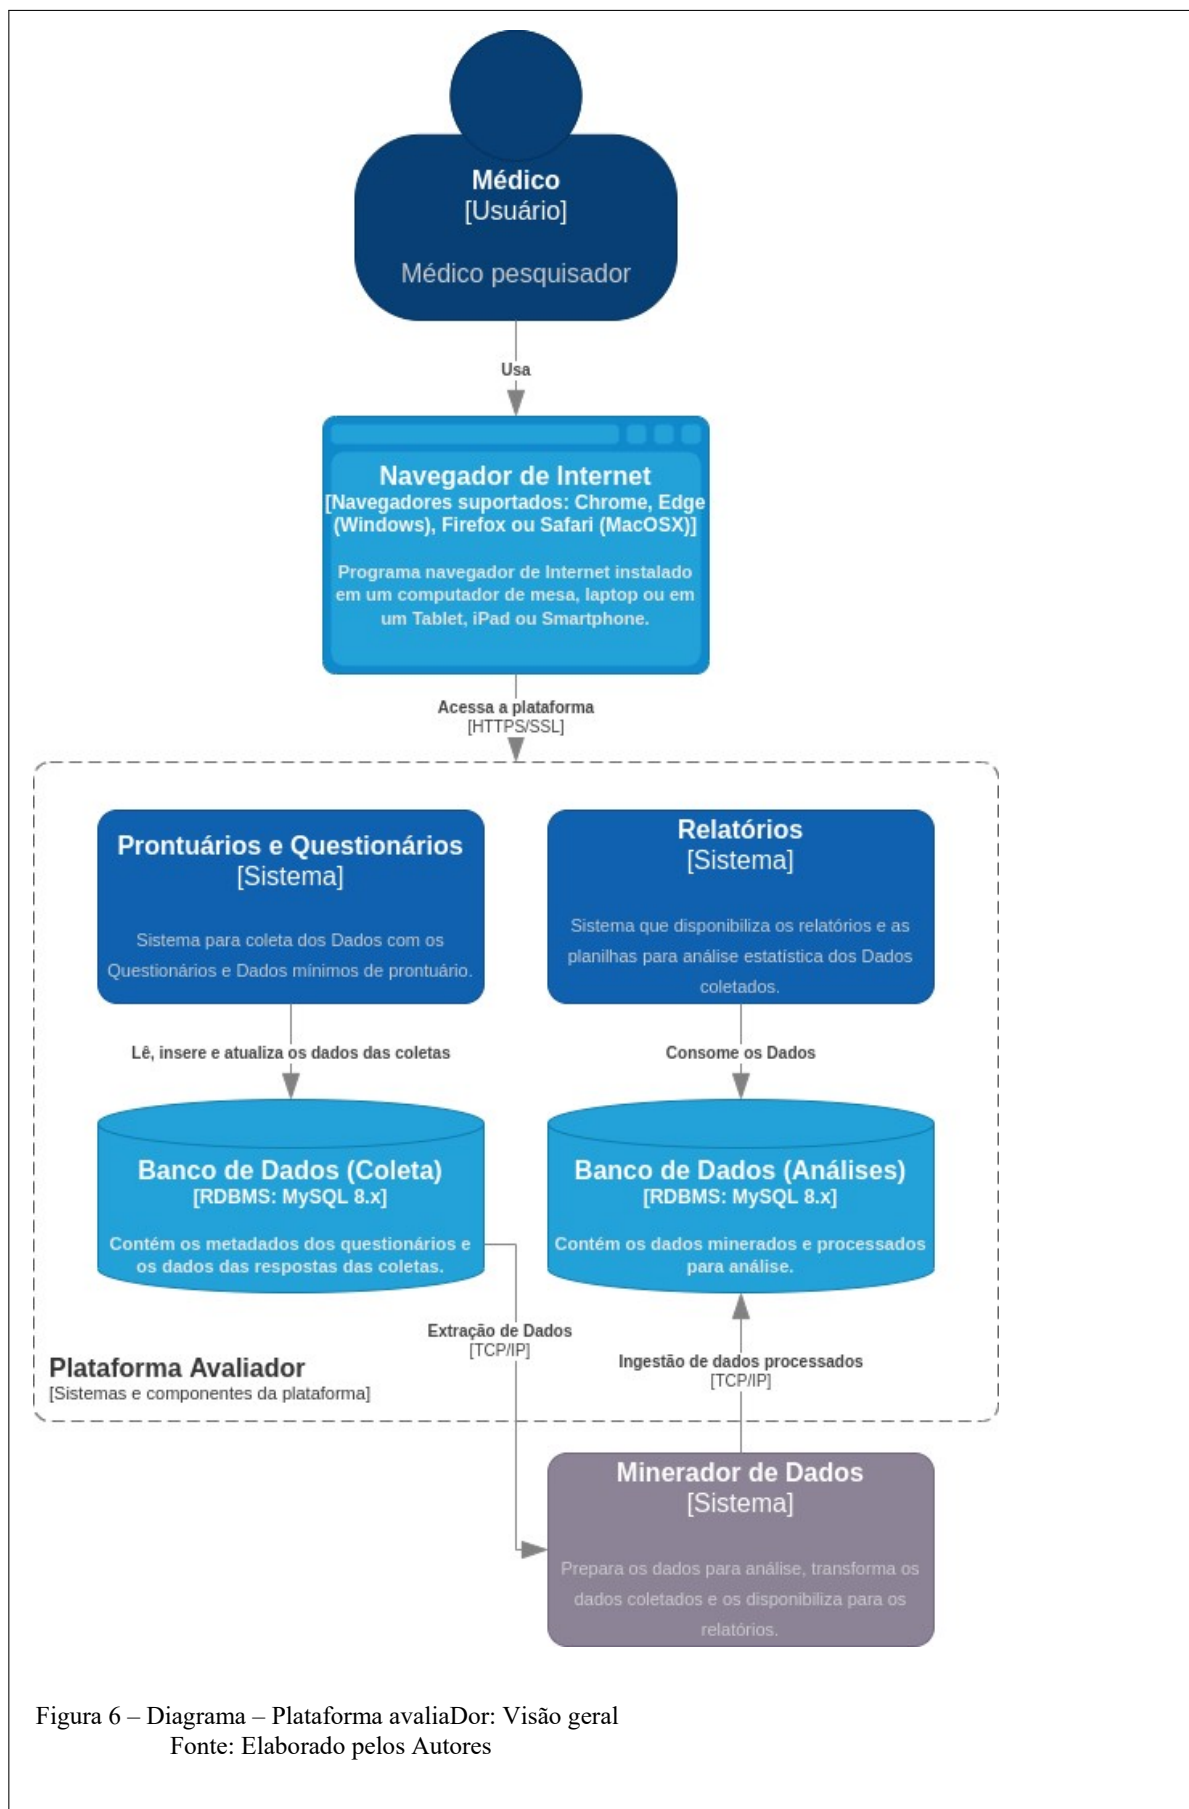 Médico
[Usuário]
Médico pesquisador
Usa
Navegador de Internet
[Navegadores suportados: Chrome, Edge
(Windows), Firefox ou Safari (MacOSX)]
Programa navegador de Internet instalado
em um computador de mesa, laptop ou em
um Tablet, iPad ou Smartphone.
Acessa a plataforma
[HTTPS/SSL]
Prontuários e Questionários
[Sistema]
Sistema para coleta dos Dados com os
Questionários e Dados mínimos de prontuário.
Relatórios
[Sistema]
Sistema que disponibiliza os relatórios e as
planilhas para análise estatística dos Dados
coletados.
Lê, insere e atualiza os dados das coletas
Consome os Dados
Banco de Dados (Coleta)
[RDBMS: MySQL 8.x]
Contém os metadados dos questionários e
os dados das respostas das coletas.
Banco de Dados (Análises)
[RDBMS: MySQL 8.x]
Contém os dados minerados e processados
para análise.
Extração de Dados
[TCP/IP]
Ingestão de dados processados
[TCP/IP]
Plataforma Avaliador
[Sistemas e componentes da plataforma]
Minerador de Dados
[Sistema]
Prepara os dados para análise, transforma os
dados coletados e os disponibiliza para os
relatórios.
Figura 6 – Diagrama – Plataforma avaliaDor: Visão geral
Fonte: Elaborado pelos Autores